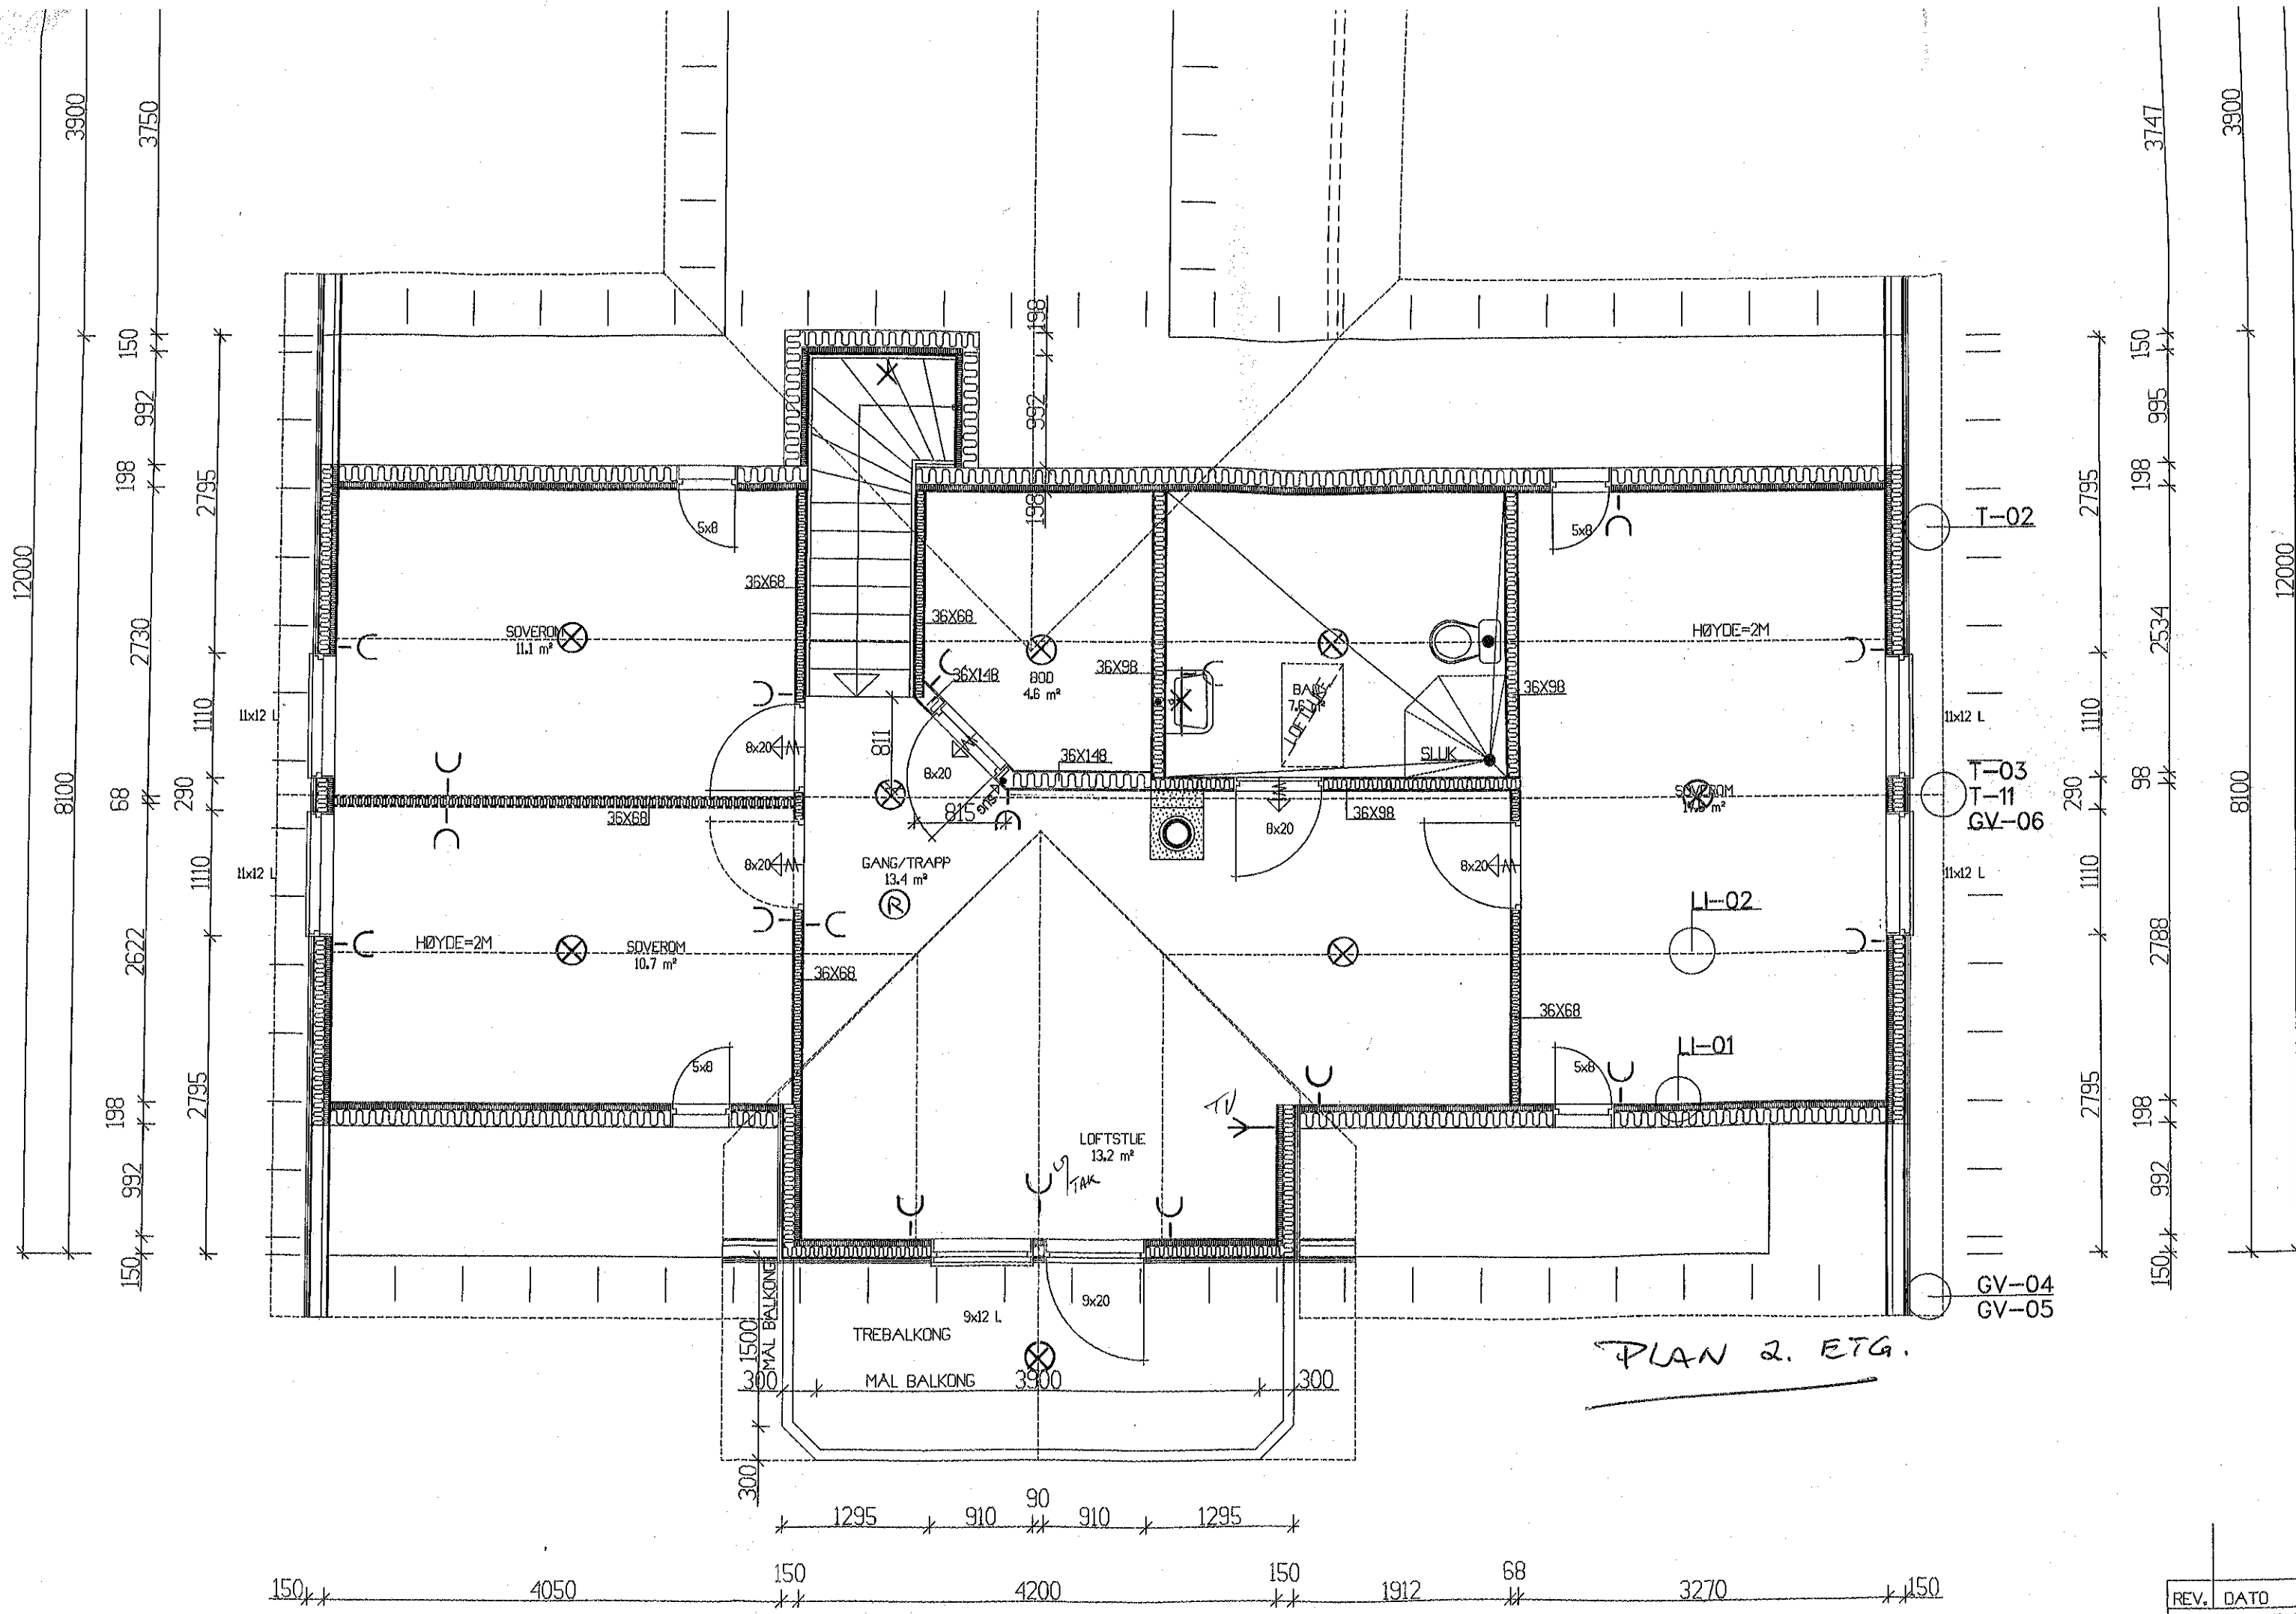 3900
3750
3747
3900
198
150
992
198
2795
12000
8100
2730
1110
68
290
1110
2622
198
2795
992
150
992
198
150
995
198
2795
2534
1110
98
290
8100
12000
1110
2788
2795
198
992
150
5x8
5x8
T-02
36X68
36X68
SOVEROM
11.1 m²
HØYDE=2M
36X148
BOD
4.6 m²
36X98
36X98
LOFTLUKE
11x12 L
11x12 L
8x20
811
8x20
36X148
SLUK
T-03
T-11
GV-06
36X68
815
8x20
36X98
11x12 L
11x12 L
8x20
GANG/TRAPP
13.4 m²
R
8x20
LI-02
HØYDE=2M
SOVEROM
10.7 m²
36X68
36X68
LI-01
5x8
5x8
TV
LOFTSTUE
13.2 m²
TAK
GV-04
GV-05
9x12 L
9x20
TREBALKONG
1500
MÅL BALKONG
PLAN 2. ETG.
300
MÅL BALKONG
3900
300
300
90
1295
910
910
1295
150
4050
150
4200
150
1912
68
3270
150
REV.
DATO